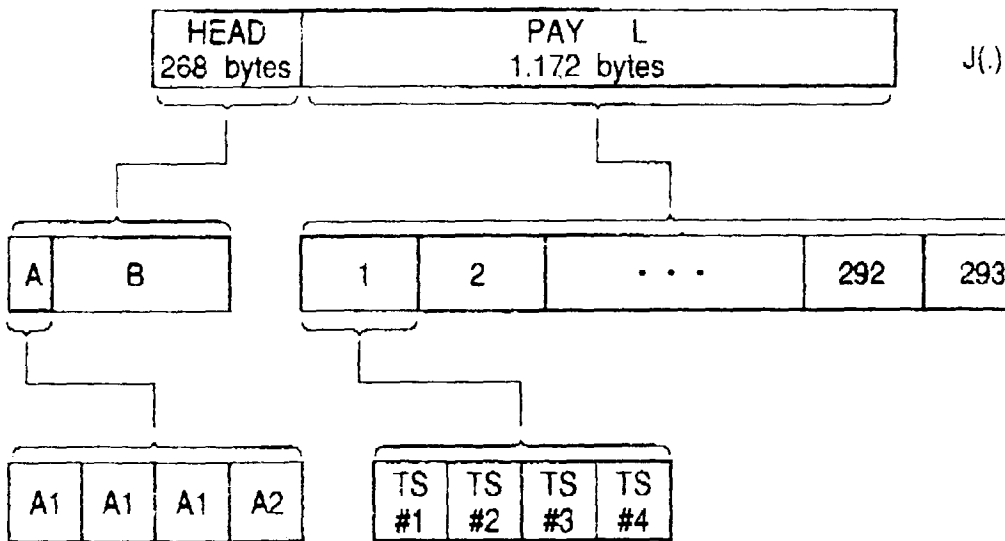 HEAD
268 bytes
PAY L
1.172 bytes
J(.)
A B
1 2 . . . 292 293
A1 A1 A1 A2
TS #1
TS #2
TS #3
TS #4